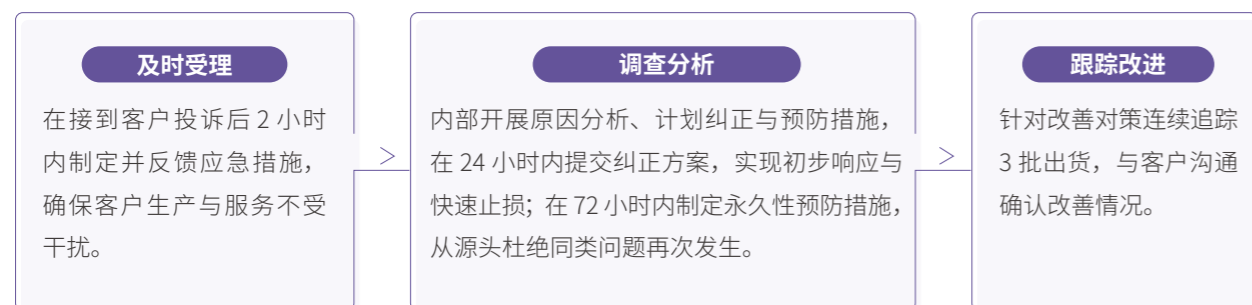 及时受理
在接到客户投诉后 2 小时
内制定并反馈应急措施，
确保客户生产与服务不受
干扰。
>
调查分析
内部开展原因分析、计划纠正与预防措施，
在 24 小时内提交纠正方案，实现初步响应与
快速止损；在 72 小时内制定永久性预防措施，
从源头杜绝同类问题再次发生。
>
跟踪改进
针对改善对策连续追踪
3 批出货，与客户沟通
确认改善情况。